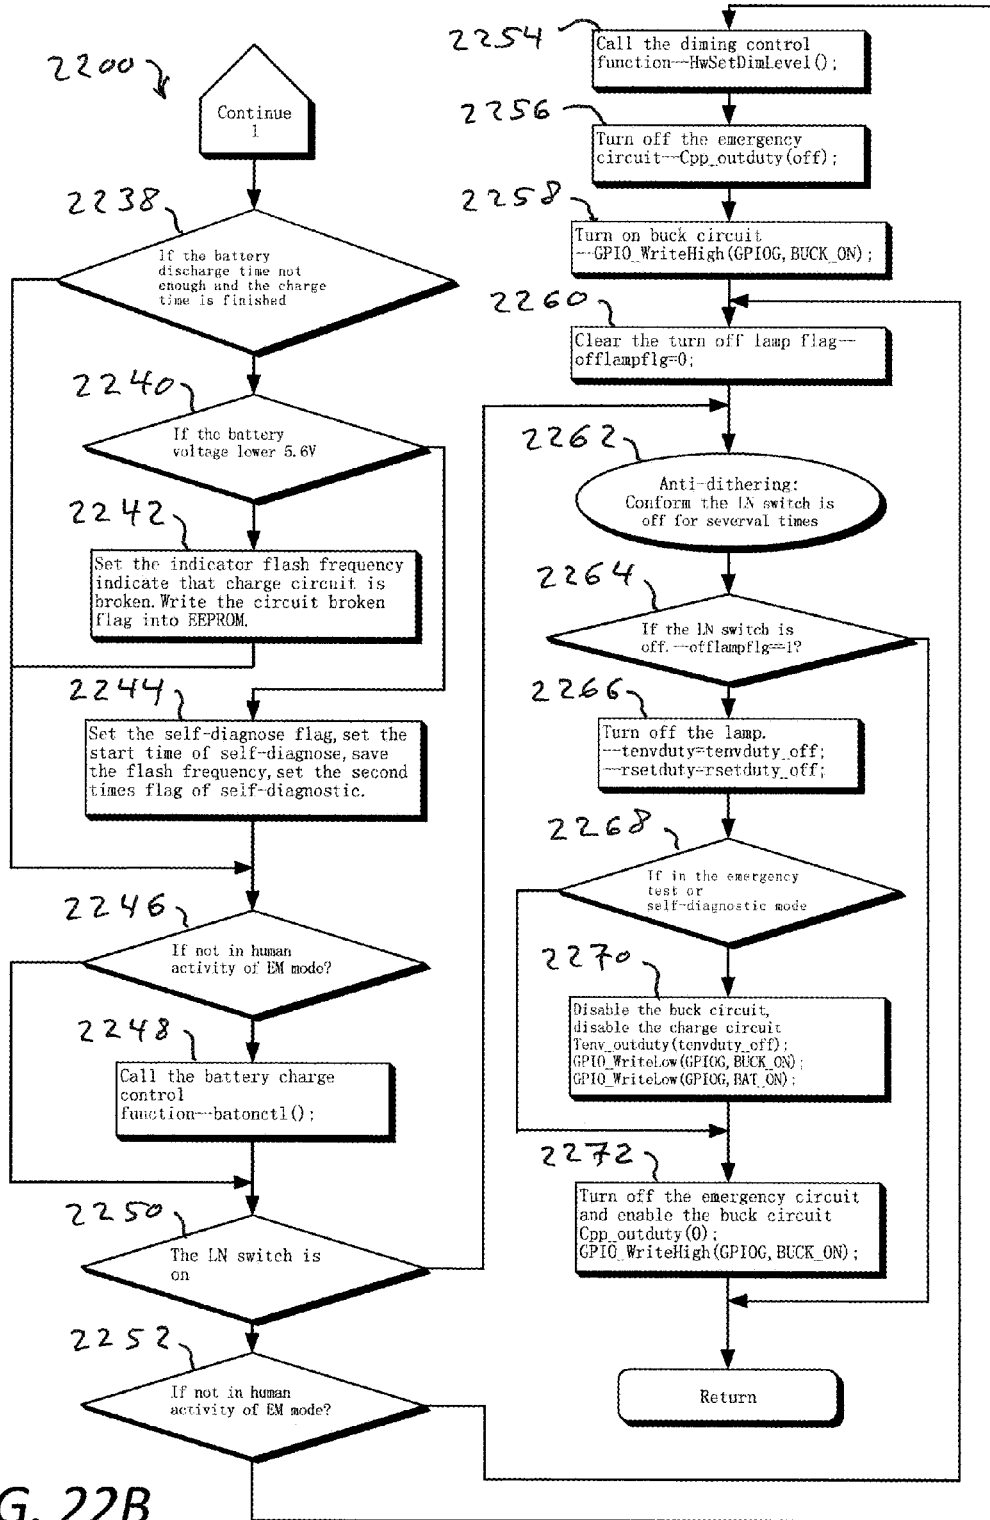 2200
Continue
1
2238
If the battery
discharge time not
enough and the charge
time is finished
2240
If the battery
voltage lower 5.6V
2242
Set the indicator flash frequency
indicate that charge circuit is
broken. Write the circuit broken
flag into EEPROM.
2244
Set the self-diagnose flag, set the
start time of self-diagnose, save
the flash frequency, set the second
times flag of self-diagnostic.
2246
If not in human
activity of EM mode?
2248
Call the battery charge
control
function--batonctl();
2250
The LN switch is
on
2252
If not in human
activity of EM mode?
2254
Call the diming control
function--HwSetDimLevel();
2256
Turn off the emergency
circuit--Cpp_outduty(off);
2258
Turn on buck circuit
--GPIO_WriteHigh(GPIOG, BUCK_ON);
2260
Clear the turn off lamp flag--
offlampflg=0;
2262
Anti-dithering:
Conform the LN switch is
off for severval times
2264
If the LN switch is
off.--offlampflg==1?
2266
Turn off the lamp.
--tenvduty=tenvduty_off;
--rsetduty=rsetduty_off;
2268
If in the emergency
test or
self-diagnostic mode
2270
Disable the buck circuit,
disable the charge circuit
Tenv_outduty(tenvduty_off);
GPIO_WriteLow(GPIOG, BUCK_ON);
GPIO_WriteLow(GPIOG, BAT_ON);
2272
Turn off the emergency circuit
and enable the buck circuit
Cpp_outduty(0);
GPIO_WriteHigh(GPIOG, BUCK_ON);
Return
G. 22B